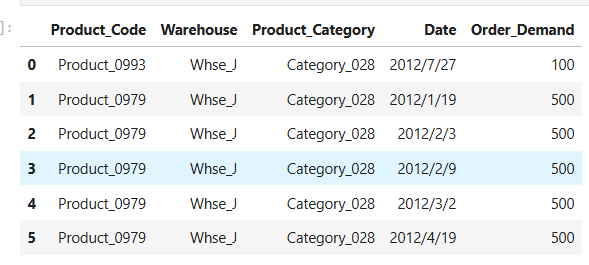 ]:
Product_Code Warehouse Product_Category Date Order_Demand
0 Product_0993 Whse_J Category_028 2012/7/27 100
1 Product_0979 Whse_J Category_028 2012/1/19 500
2 Product_0979 Whse_J Category_028 2012/2/3 500
3 Product_0979 Whse_J Category_028 2012/2/9 500
4 Product_0979 Whse_J Category_028 2012/3/2 500
5 Product_0979 Whse_J Category_028 2012/4/19 500